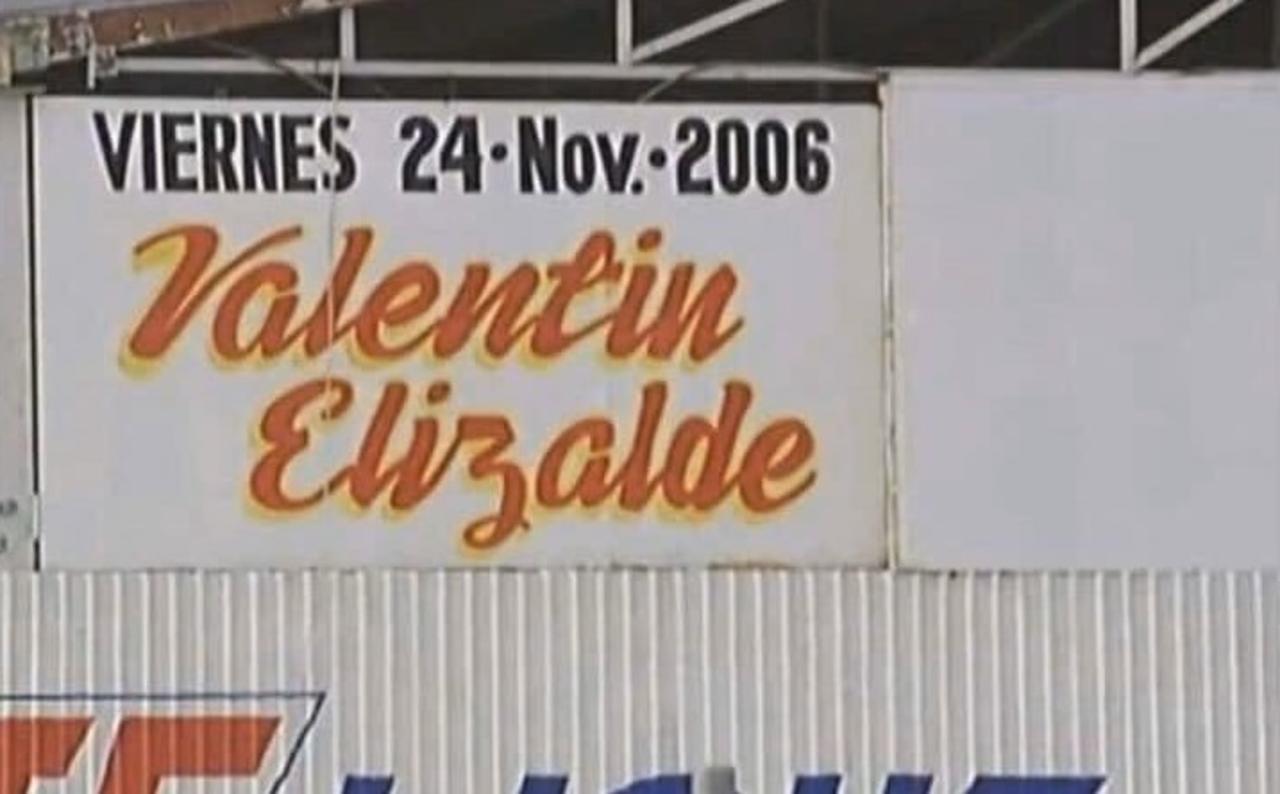 VIERNES 24·Nov.·2006
Valentin
Elizalde